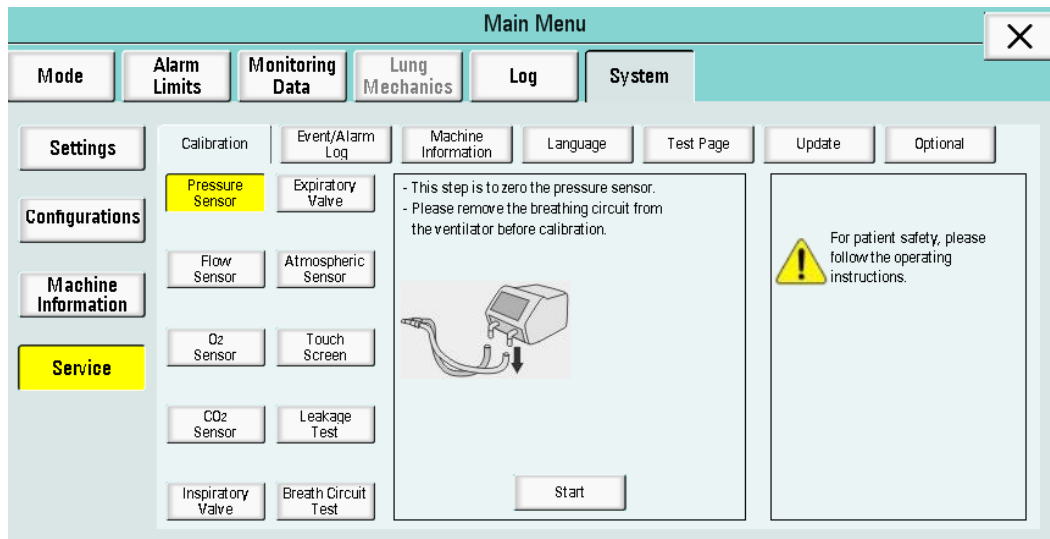 Main Menu
Mode
Alarm
Limits
Monitoring
Data
Lung
Mechanics
Log
System
Settings
Configurations
Machine
Information
Service
Calibration
Event/Alarm
Log
Machine
Information
Language
Test Page
Update
Optional
Pressure
Sensor
Expiratory
Valve
Flow
Sensor
Atmospheric
Sensor
O2
Sensor
Touch
Screen
CO2
Sensor
Leakage
Test
Inspiratory
Valve
Breath Circuit
Test
- This step is to zero the pressure sensor.
- Please remove the breathing circuit from
the ventilator before calibration.
Start
For patient safety, please
follow the operating
instructions.